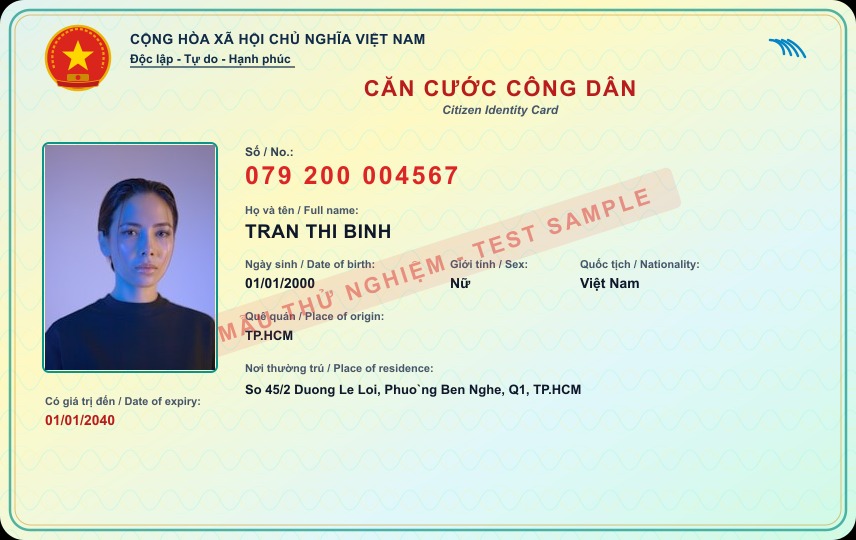 CỘNG HÒA XÃ HỘI CHỦ NGHĨA VIỆT NAM
Độc lập - Tự do - Hạnh phúc
CĂN CƯỚC CÔNG DÂN
Citizen Identity Card
Số / No.:
079 200 004567
Họ và tên / Full name:
TRAN THI BINH
Ngày sinh / Date of birth: Giới tính / Sex: Quốc tịch / Nationality:
01/01/2000 Nữ Việt Nam
MẪU THỬ NGHIỆM - TEST SAMPLE
Quê quán / Place of origin:
TP.HCM
Nơi thường trú / Place of residence:
So 45/2 Duong Le Loi, Phuo`ng Ben Nghe, Q1, TP.HCM
Có giá trị đến / Date of expiry:
01/01/2040